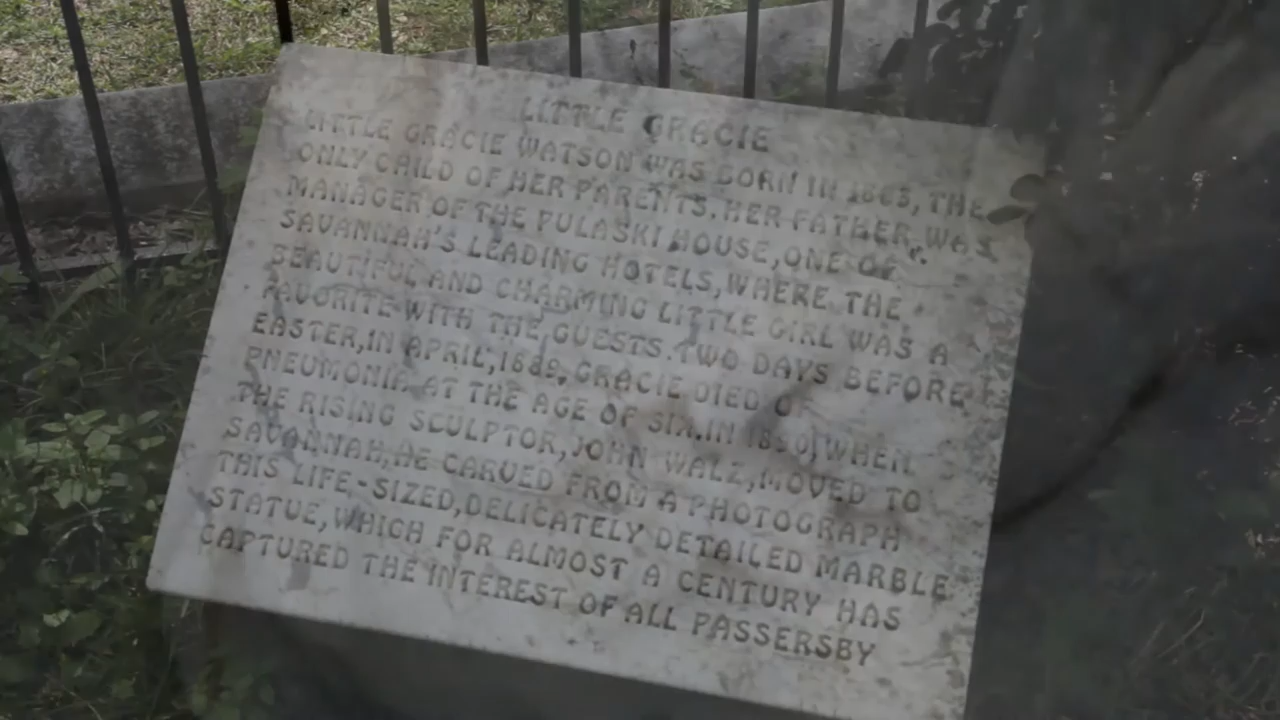 LITTLE GRACIE
LITTLE GRACIE WATSON WAS BORN IN 1883, THE
ONLY CHILD OF HER PARENTS. HER FATHER WAS
MANAGER OF THE PULASKI HOUSE, ONE OF
SAVANNAH'S LEADING HOTELS, WHERE THE
BEAUTIFUL AND CHARMING LITTLE GIRL WAS A
FAVORITE WITH THE GUESTS. TWO DAYS BEFORE
EASTER, IN APRIL, 1889, GRACIE DIED OF
PNEUMONIA AT THE AGE OF SIX. IN 1890, WHEN
THE RISING SCULPTOR, JOHN WALZ, MOVED TO
SAVANNAH, HE CARVED FROM A PHOTOGRAPH
THIS LIFE-SIZED, DELICATELY DETAILED MARBLE
STATUE, WHICH FOR ALMOST A CENTURY HAS
CAPTURED THE INTEREST OF ALL PASSERSBY